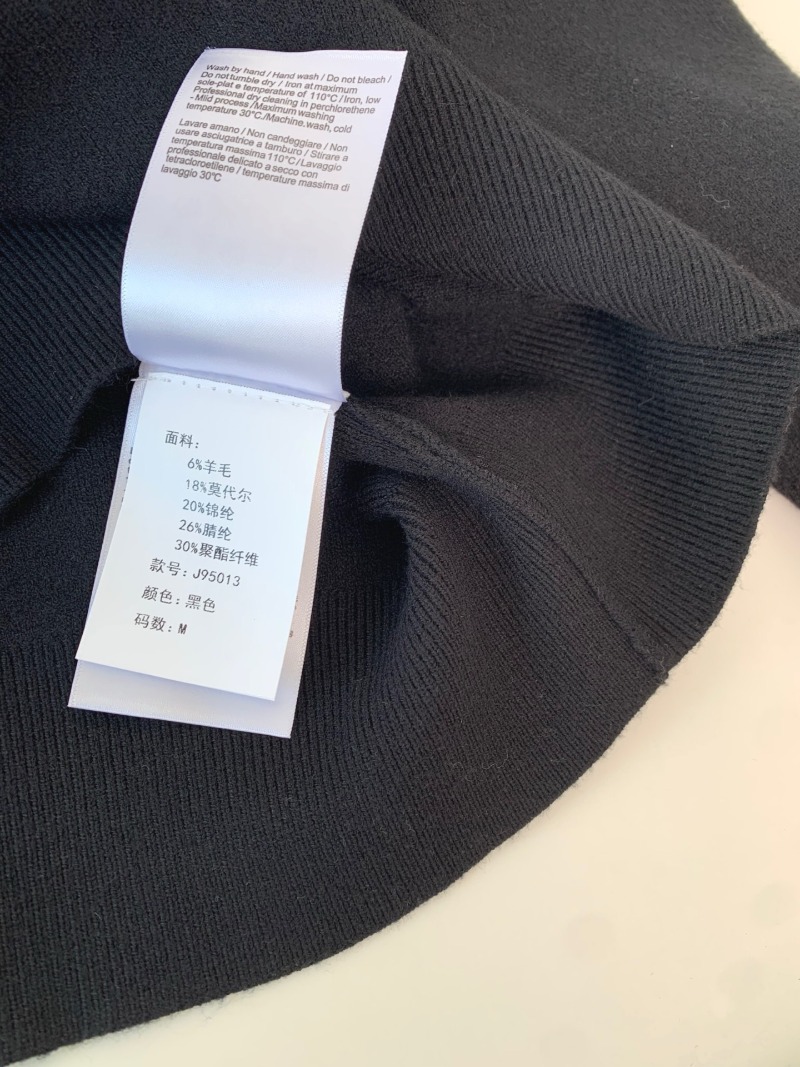 Wash by hand / Hand wash / Do not bleach /
Do not tumble dry / Iron at maximum
sole-plat e temperature of 110°C / Iron, low
Professional dry cleaning in perchlorethene
- Mild process / Maximum washing
temperature 30°C./Machine.wash, cold
Lavare amano / Non candeggiare / Non
usare asciugatrice a tamburo / Stirare a
temperatura massima 110°C / Lavaggio
professionale delicato a secco con
tetracloroetilene / temperature massima di
lavaggio 30°C
面料:
6%羊毛
18%莫代尔
20%锦纶
26%腈纶
30%聚酯纤维
款号: J95013
颜色: 黑色
码数: M